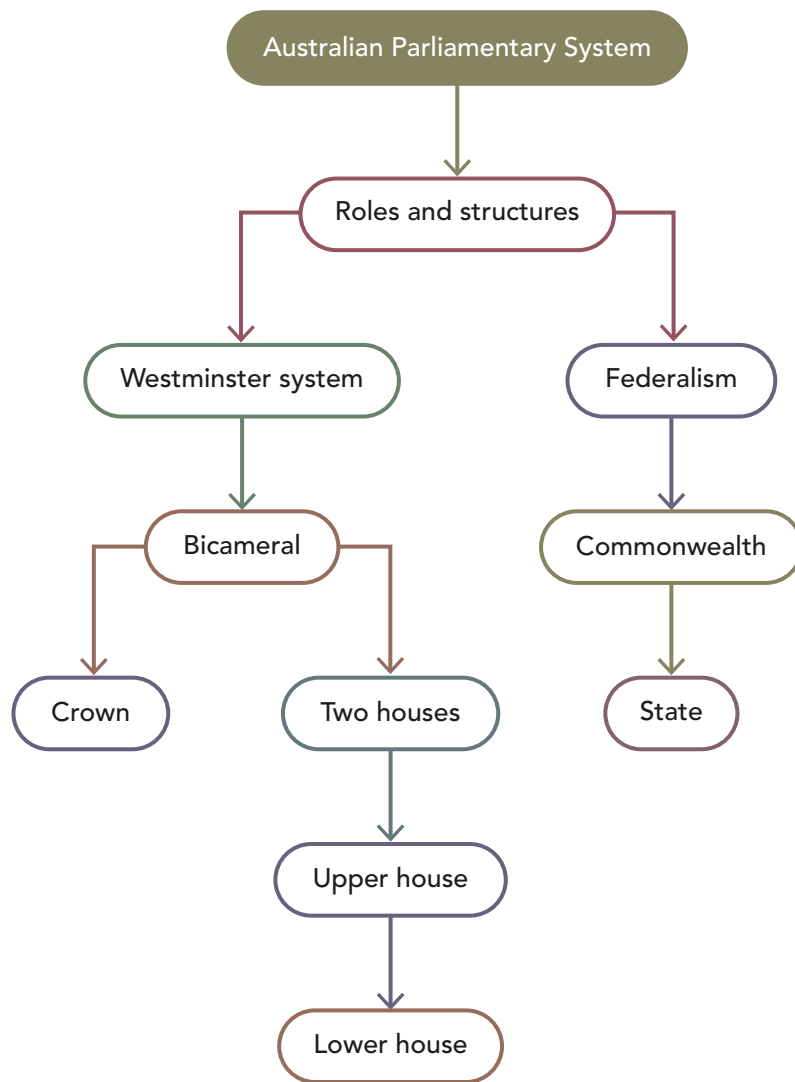 Australian Parliamentary System
Roles and structures
Westminster system
Federalism
Bicameral
Commonwealth
Crown
Two houses
State
Upper house
Lower house